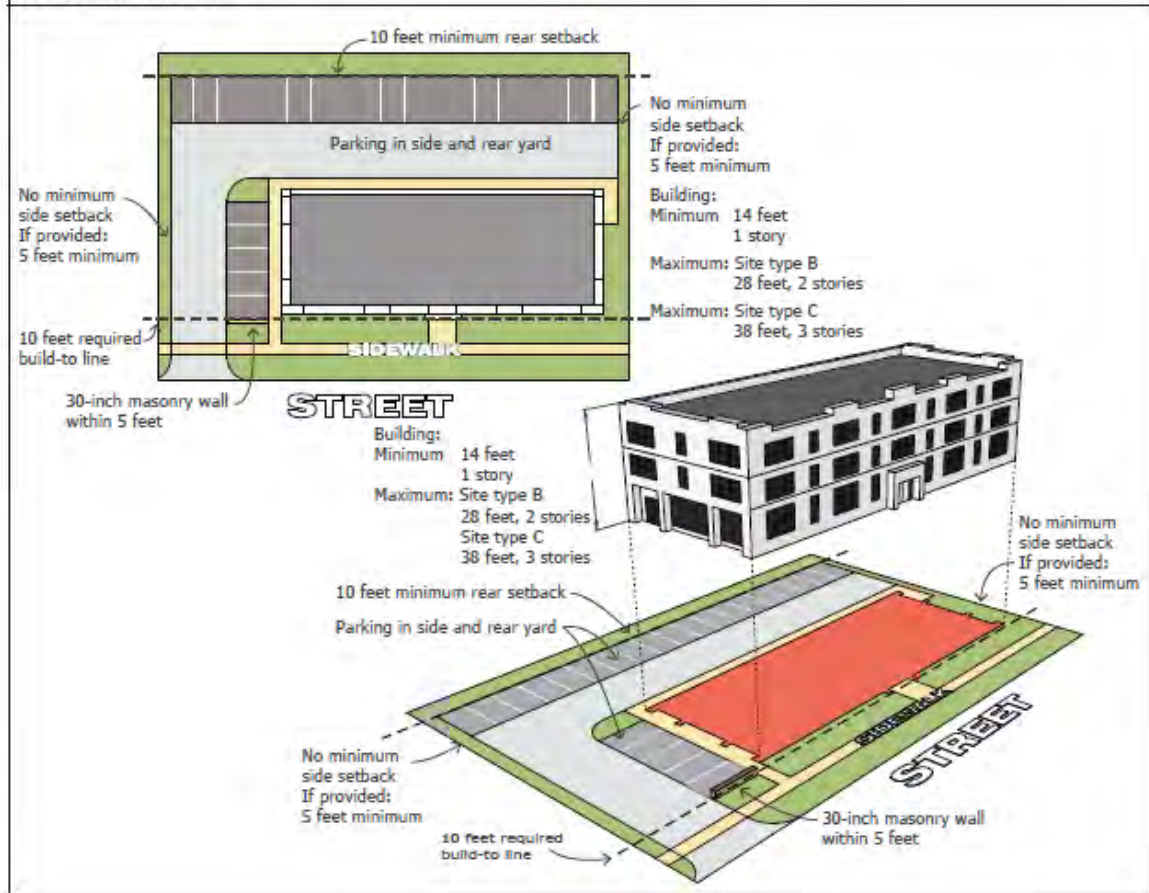 10 feet minimum rear setback
No minimum
side setback
If provided:
5 feet minimum
Parking in side and rear yard
Building:
Minimum 14 feet
1 story
Maximum: Site type B
28 feet, 2 stories
Maximum: Site type C
38 feet, 3 stories
No minimum
side setback
If provided:
5 feet minimum
10 feet required
build-to line
SIDEWALK
30-inch masonry wall
within 5 feet
STREET
Building:
Minimum 14 feet
1 story
Maximum: Site type B
28 feet, 2 stories
Site type C
38 feet, 3 stories
No minimum
side setback
If provided:
5 feet minimum
10 feet minimum rear setback
Parking in side and rear yard
SIDEWALK
STREET
No minimum
side setback
If provided:
5 feet minimum
30-inch masonry wall
within 5 feet
10 feet required
build-to line